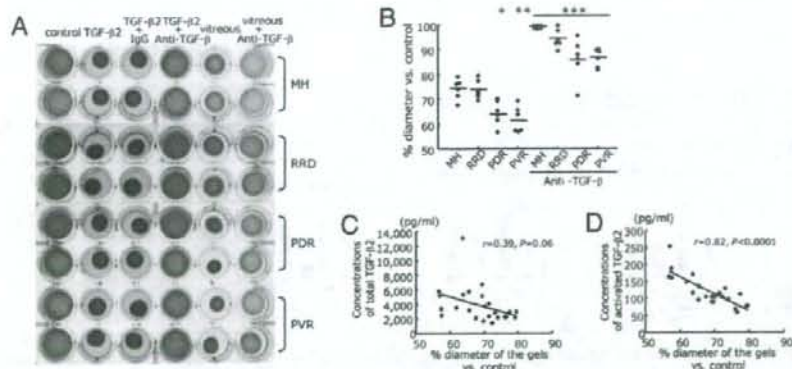 A
control TGF-β2 TGF-β2 + IgG TGF-β2 + Anti-TGF-β vitreous vitreous + Anti-TGF-β
MH
RRD
PDR
PVR
B
* ** ***
% diameter vs. control
100
90
80
70
60
50
MH RRD PDR PVR MH RRD PDR PVR
Anti -TGF-β
C
(pg/ml)
Concentrations
of total TGF-β2
14,000
12,000
10,000
8,000
6,000
4,000
2,000
0
r=0.39, P=0.06
50 60 70 80 90
% diameter of the gels
vs. control
D
(pg/ml)
Concentrations
of activated TGF-β2
300
250
200
150
100
50
0
r=0.82, P<0.0001
50 60 70 80 90
% diameter of the gels
vs. control